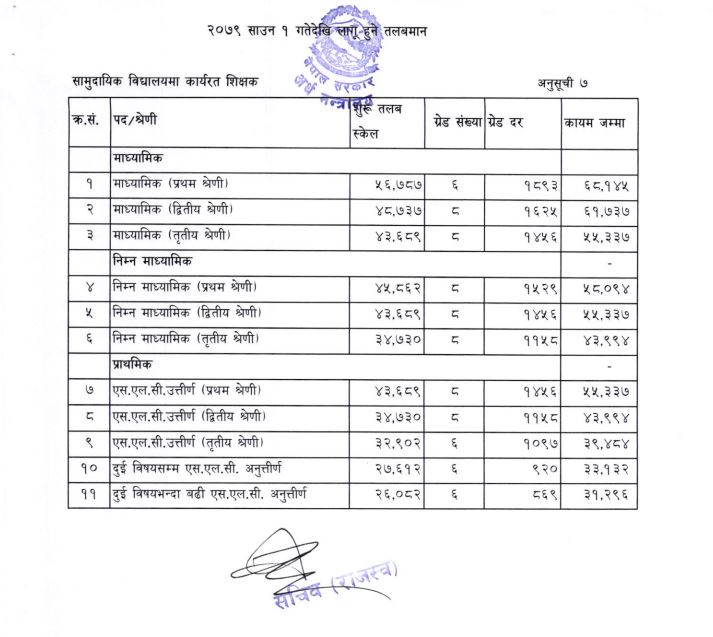 २०७९ साउन १ गतेदेखि लागू हुने तलबमान
नेपाल सरकार
अर्थ मन्त्रालय
सामुदायिक विद्यालयमा कार्यरत शिक्षक अनुसूची ७
क्र.सं. पद/श्रेणी शुरू तलब स्केल ग्रेड संख्या ग्रेड दर कायम जम्मा
माध्यामिक
१ माध्यामिक (प्रथम श्रेणी) ५६,७८७ ६ १८९३ ६८,१४५
२ माध्यामिक (द्वितीय श्रेणी) ४८,७३७ ८ १६२५ ६१,७३७
३ माध्यामिक (तृतीय श्रेणी) ४३,६८९ ८ १४५६ ५५,३३७
निम्न माध्यामिक -
४ निम्न माध्यामिक (प्रथम श्रेणी) ४५,८६२ ८ १५२९ ५८,०९४
५ निम्न माध्यामिक (द्वितीय श्रेणी) ४३,६८९ ८ १४५६ ५५,३३७
६ निम्न माध्यामिक (तृतीय श्रेणी) ३४,७३० ८ ११५८ ४३,९९४
प्राथमिक -
७ एस.एल.सी.उत्तीर्ण (प्रथम श्रेणी) ४३,६८९ ८ १४५६ ५५,३३७
८ एस.एल.सी.उत्तीर्ण (द्वितीय श्रेणी) ३४,७३० ८ ११५८ ४३,९९४
९ एस.एल.सी.उत्तीर्ण (तृतीय श्रेणी) ३२,९०२ ६ १०९७ ३९,४८४
१० दुई विषयसम्म एस.एल.सी. अनुत्तीर्ण २७,६१२ ६ ९२० ३३,१३२
११ दुई विषयभन्दा बढी एस.एल.सी. अनुत्तीर्ण २६,०८२ ६ ८६९ ३१,२९६
सचिव (राजस्व)